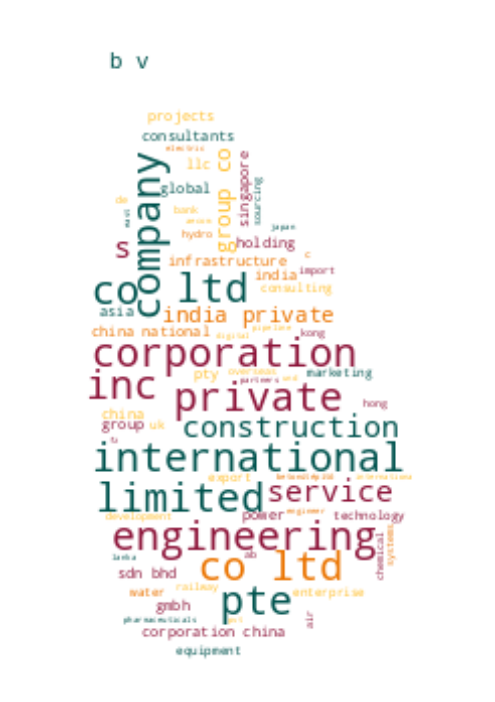 b v
projects
consultants
electric
llc
group co
singapore
company
global
sourcing
de
bank
hydro
japan
s
holding
infrastructure
c
india
import
co
ltd
consulting
asia
india private
china national
pipeline
kong
digital
corporation
pty
overseas
marketing
partners
inc
private
hong
china
group
uk
construction
international
export
international
limited
service
development
power
engineer
technology
engineering
systems
chemical
lanka
ab
co ltd
sdn bhd
water
railway
enterprise
pte
gmbh
air
pharmaceuticals
corporation china
equipment